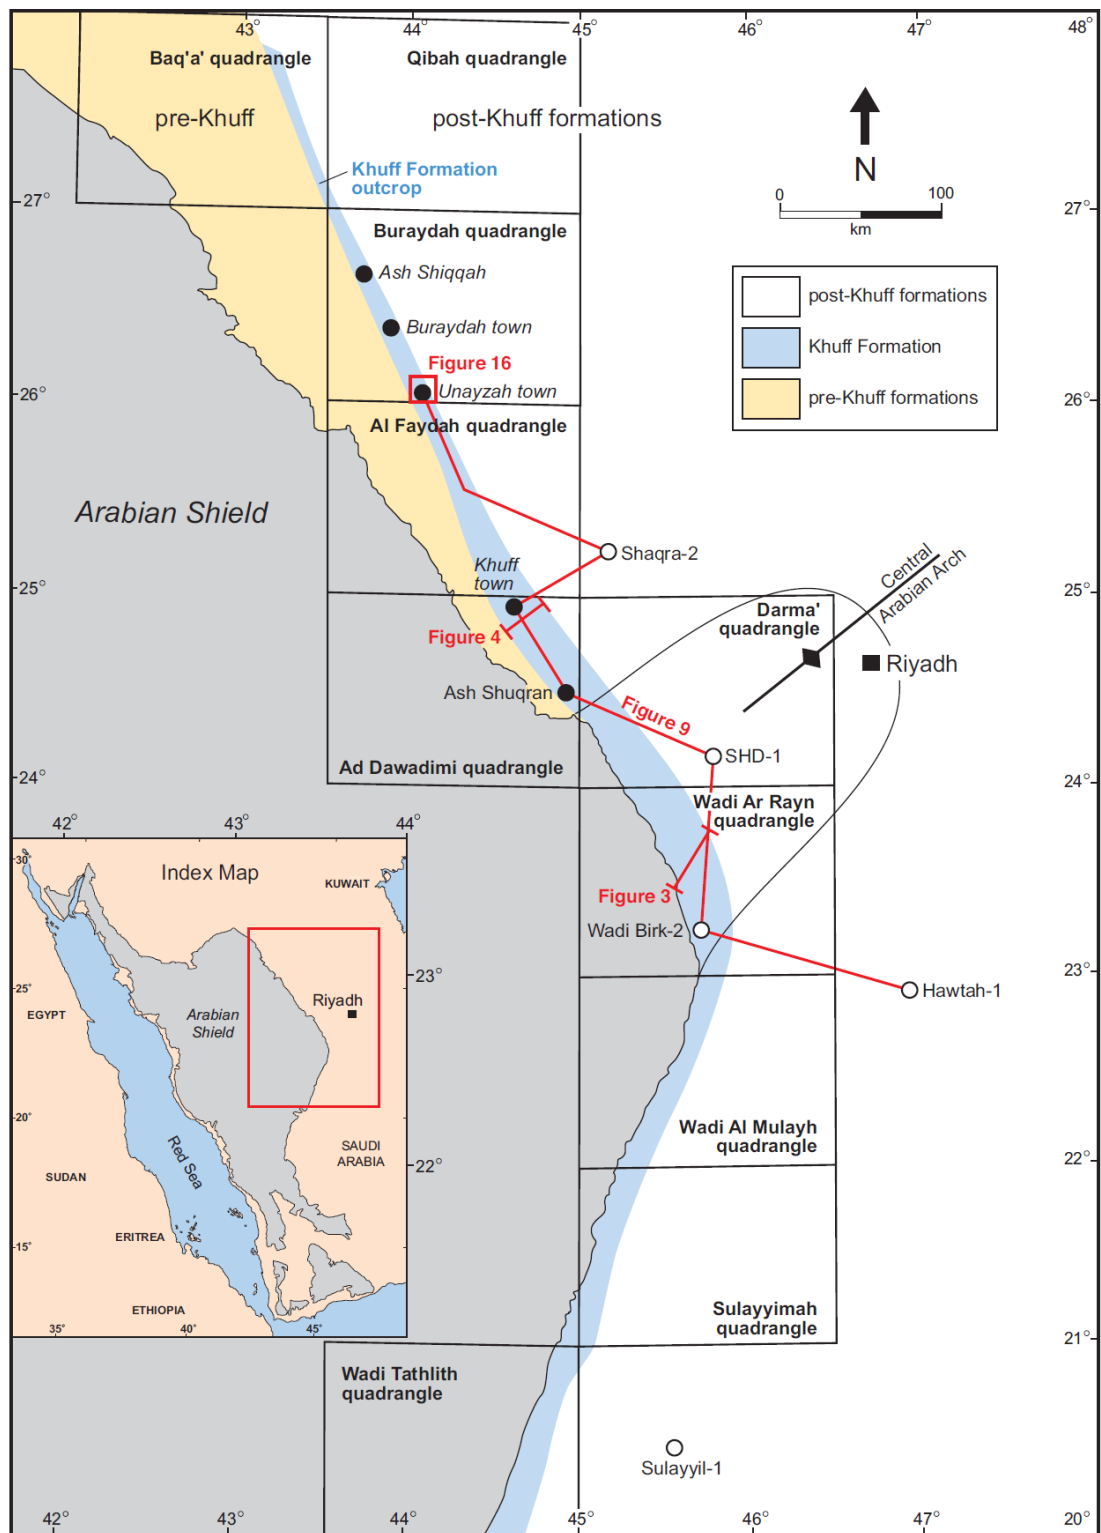 43°
44°
45°
46°
47°
48°
Baq'a' quadrangle
Qibah quadrangle
pre-Khuff
post-Khuff formations
N
Khuff Formation
outcrop
27°
27°
0
100
km
Buraydah quadrangle
Ash Shiqqah
post-Khuff formations
Buraydah town
Khuff Formation
Figure 16
Unayzah town
26°
26°
pre-Khuff formations
Al Faydah quadrangle
Arabian Shield
Shaqra-2
Khuff
town
Central
Arabian Arch
25°
25°
Darma'
quadrangle
Figure 4
Riyadh
Ash Shuqran
Figure 9
SHD-1
Ad Dawadimi quadrangle
24°
24°
Wadi Ar Rayn
quadrangle
42°
43°
44°
Index Map
30°
KUWAIT
Figure 3
Wadi Birk-2
23°
23°
Hawtah-1
25°
Riyadh
EGYPT
Arabian
Shield
20°
Red Sea
SAUDI
ARABIA
Wadi Al Mulayh
quadrangle
22°
22°
SUDAN
ERITREA
15°
ETHIOPIA
Sulayyimah
quadrangle
35°
40°
45°
21°
Wadi Tathlith
quadrangle
Sulayyil-1
42°
43°
44°
45°
46°
47°
20°